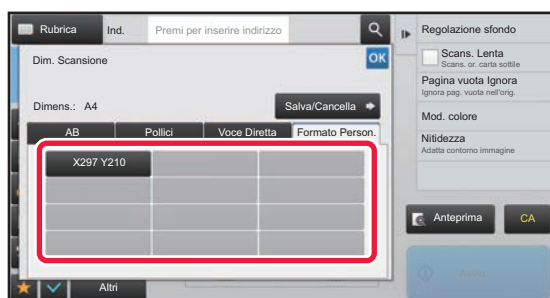 Rubrica
Ind.
Premi per inserire indirizzo
Dim. Scansione
OK
Dimens.: A4
Salva/Cancella
AB
Pollici
Voce Diretta
Formato Person.
X297 Y210
Altri
Regolazione sfondo
Scans. Lenta
Scans. or. carta sottile
Pagina vuota Ignora
Ignora pag. vuota nell'orig.
Mod. colore
Nitidezza
Adatta contorno immagine
Anteprima
CA